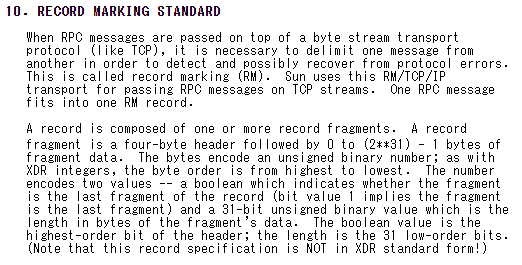 10. RECORD MARKING STANDARD
When RPC messages are passed on top of a byte stream transport
protocol (like TCP), it is necessary to delimit one message from
another in order to detect and possibly recover from protocol errors.
This is called record marking (RM). Sun uses this RM/TCP/IP
transport for passing RPC messages on TCP streams. One RPC message
fits into one RM record.
A record is composed of one or more record fragments. A record
fragment is a four-byte header followed by 0 to (2**31) - 1 bytes of
fragment data. The bytes encode an unsigned binary number; as with
XDR integers, the byte order is from highest to lowest. The number
encodes two values -- a boolean which indicates whether the fragment
is the last fragment of the record (bit value 1 implies the fragment
is the last fragment) and a 31-bit unsigned binary value which is the
length in bytes of the fragment's data. The boolean value is the
highest-order bit of the header; the length is the 31 low-order bits.
(Note that this record specification is NOT in XDR standard form!)